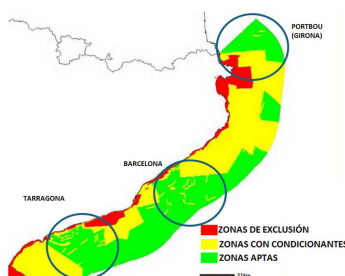 PORTBOU
(GIRONA)
BARCELONA
TARRAGONA
ZONAS DE EXCLUSIÓN
ZONAS CON CONDICIONANTES
ZONAS APTAS